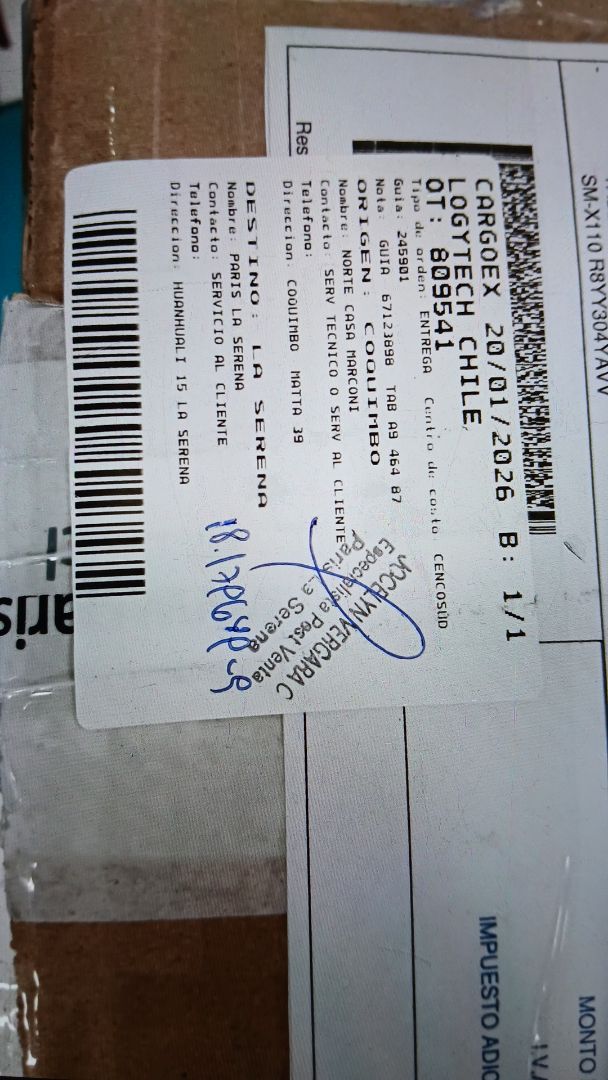 SM-X110 R8YY304YAVV
Res
CARGOEX 20/01/2026 B: 1/1
LOGYTECH CHILE,
OT: 809541
Tipo de orden: ENTREGA Centro de costo: CENCOSUD
Guia: 245901
Nota: GUIA 67123898 TAB A9 464 87
ORIGEN: COQUIMBO
Nombre: NORTE CASA MARCONI
Contacto: SERV TECNICO O SERV AL CLIENTE
Telefono:
Direccion: COQUIMBO MATTA 39
DESTINO: LA SERENA
Nombre: PARIS LA SERENA
Contacto: SERVICIO AL CLIENTE
Telefono:
Direccion: HUANHUALI 15 LA SERENA
JOCELYN VERGARA C
Especialista Post Venta
Paris La Serena
aris
MONTO
I.V.
IMPUESTO ADIC